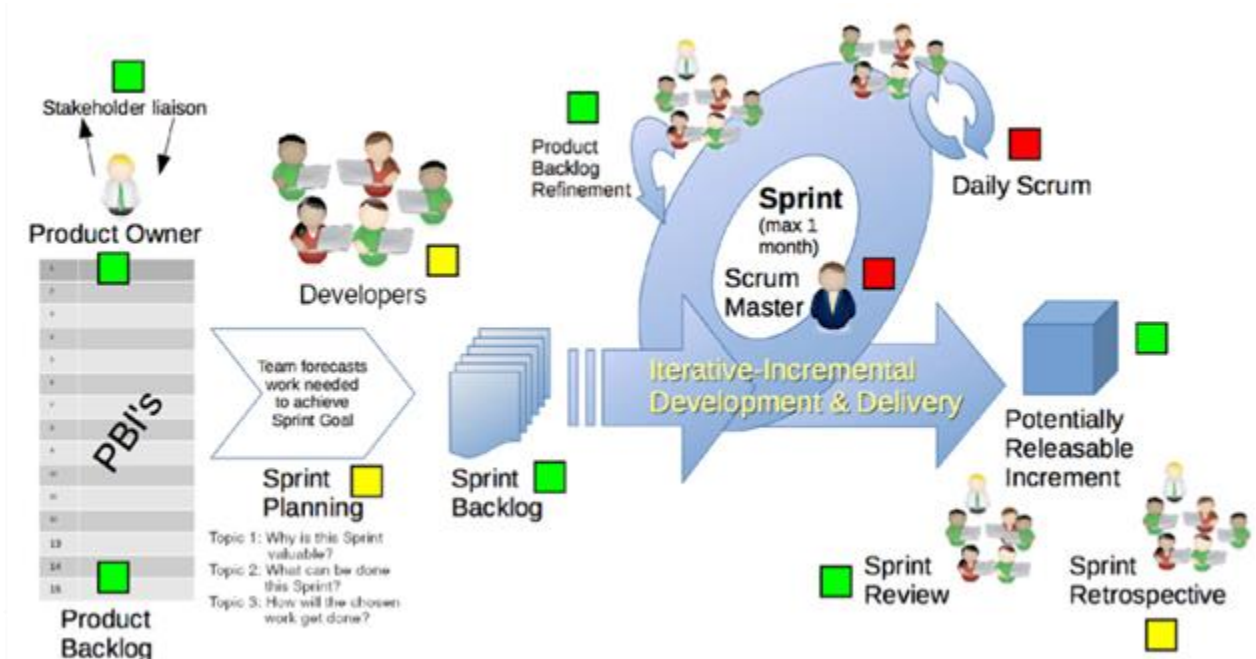 Stakeholder liaison
Product Owner
PBI's
13
14
15
Product
Backlog
Developers
Team forecasts
work needed
to achieve
Sprint Goal
Sprint
Planning
Topic 1: Why is this Sprint
valuable?
Topic 2: What can be done
this Sprint?
Topic 3: How will the chosen
work get done?
Sprint
Backlog
Product
Backlog
Refinement
Sprint
(max 1
month)
Scrum
Master
Daily Scrum
Iterative-Incremental
Development & Delivery
Potentially
Releasable
Increment
Sprint
Review
Sprint
Retrospective